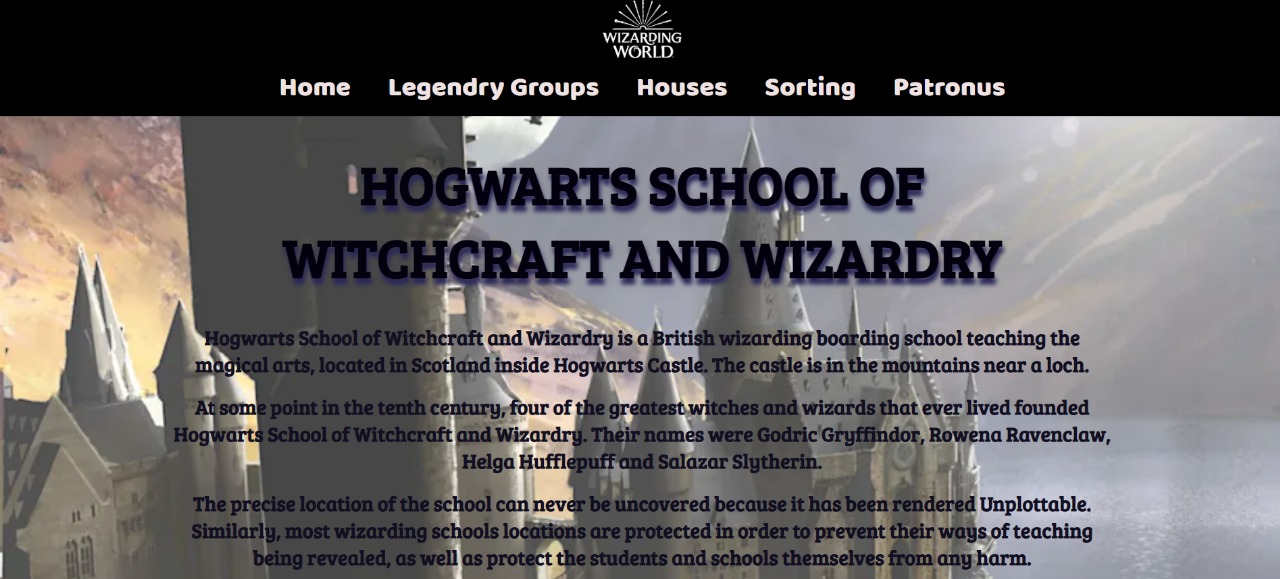 WIZARDING
WORLD
Home Legendry Groups Houses Sorting Patronus
HOGWARTS SCHOOL OF
WITCHCRAFT AND WIZARDRY
Hogwarts School of Witchcraft and Wizardry is a British wizarding boarding school teaching the
magical arts, located in Scotland inside Hogwarts Castle. The castle is in the mountains near a loch.
At some point in the tenth century, four of the greatest witches and wizards that ever lived founded
Hogwarts School of Witchcraft and Wizardry. Their names were Godric Gryffindor, Rowena Ravenclaw,
Helga Hufflepuff and Salazar Slytherin.
The precise location of the school can never be uncovered because it has been rendered Unplottable.
Similarly, most wizarding schools locations are protected in order to prevent their ways of teaching
being revealed, as well as protect the students and schools themselves from any harm.